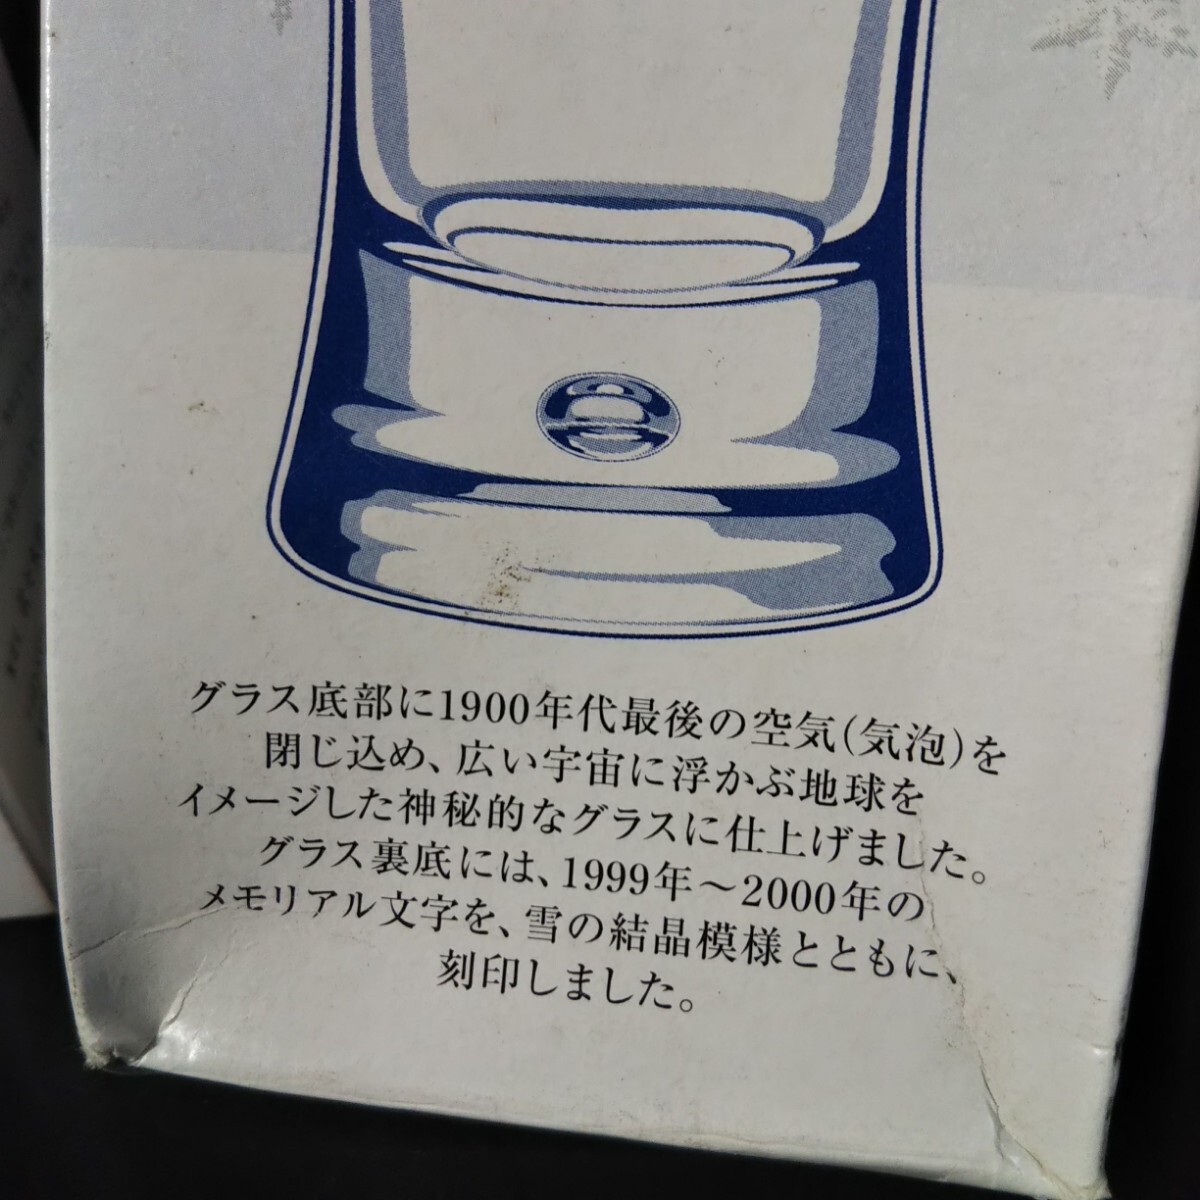 グラス底部に1900年代最後の空気(気泡)を
閉じ込め、広い宇宙に浮かぶ地球を
イメージした神秘的なグラスに仕上げました。
グラス裏底には、1999年～2000年の
メモリアル文字を、雪の結晶模様とともに、
刻印しました。